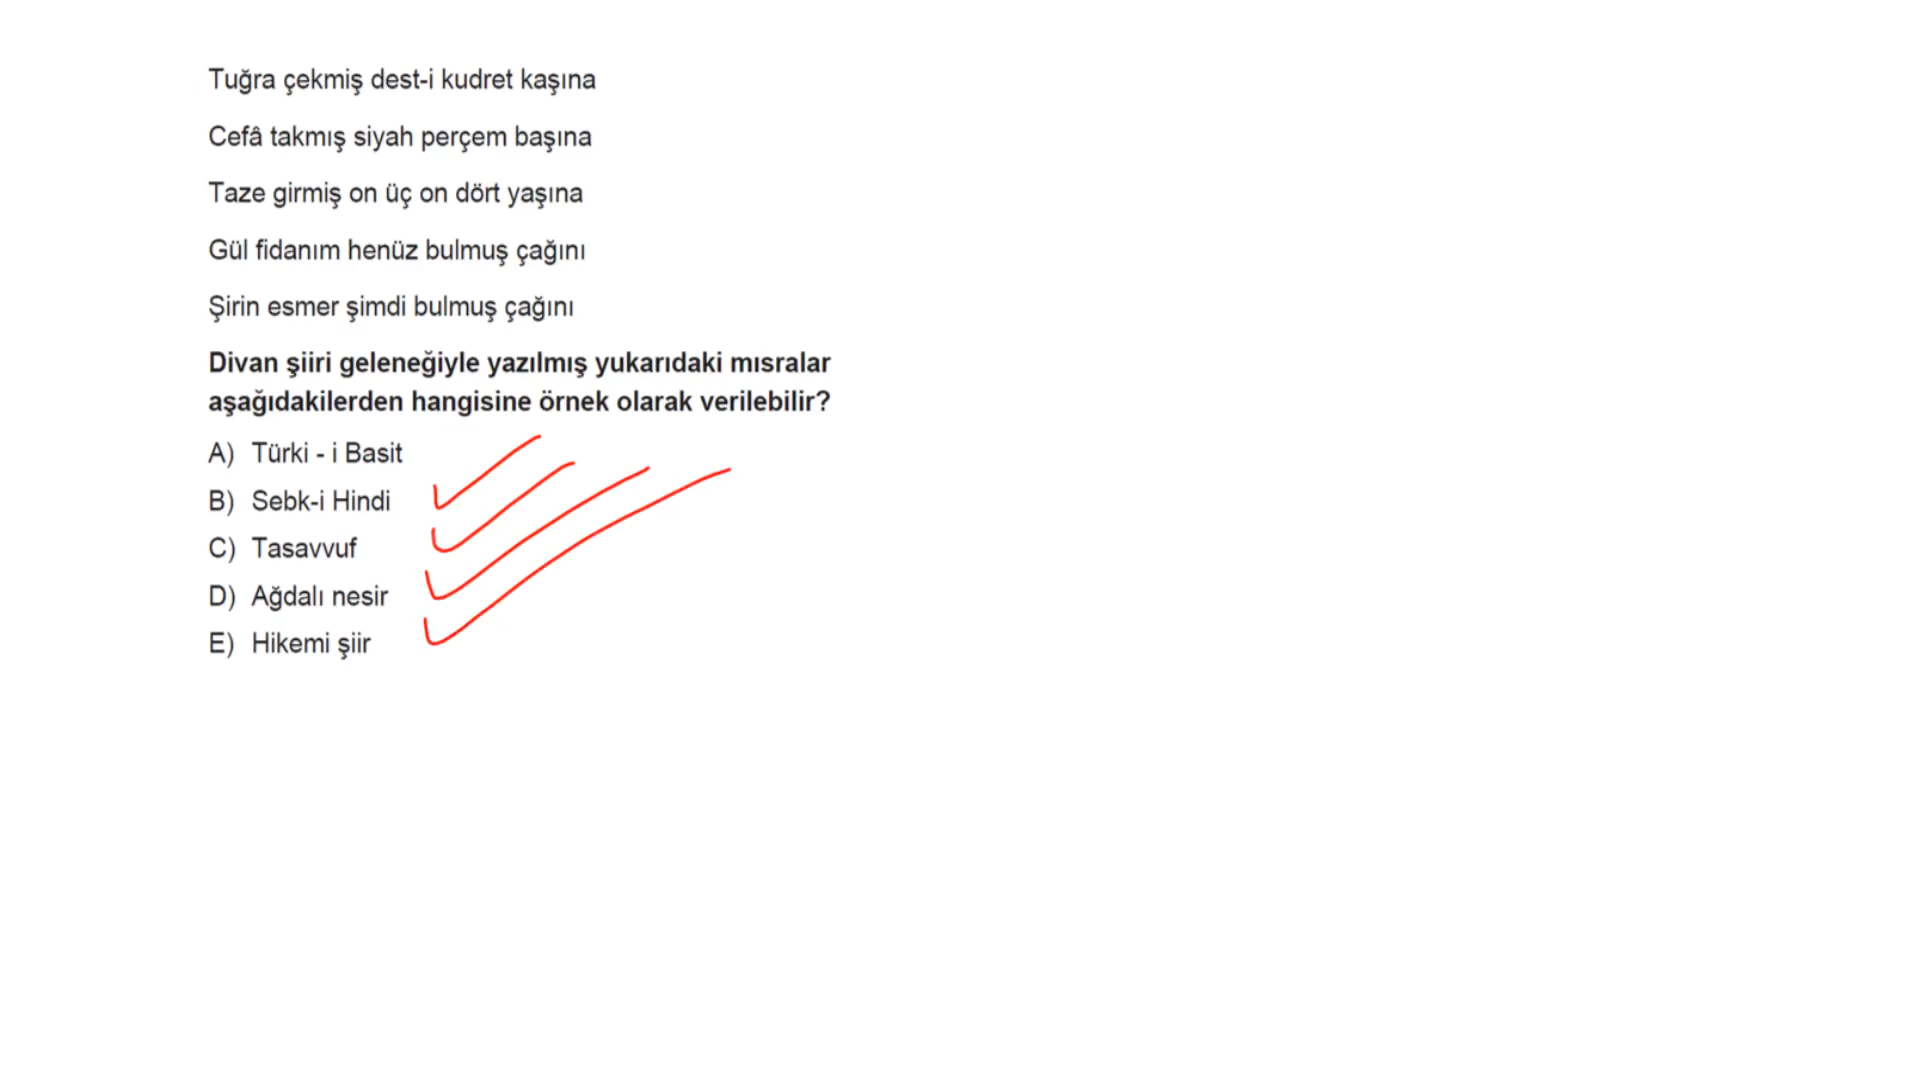 Tuğra çekmiş dest-i kudret kaşına
Cefâ takmış siyah perçem başına
Taze girmiş on üç on dört yaşına
Gül fidanım henüz bulmuş çağını
Şirin esmer şimdi bulmuş çağını
Divan şiiri geleneğiyle yazılmış yukarıdaki mısralar
aşağıdakilerden hangisine örnek olarak verilebilir?
A) Türki - i Basit
B) Sebk-i Hindi
C) Tasavvuf
D) Ağdalı nesir
E) Hikemi şiir